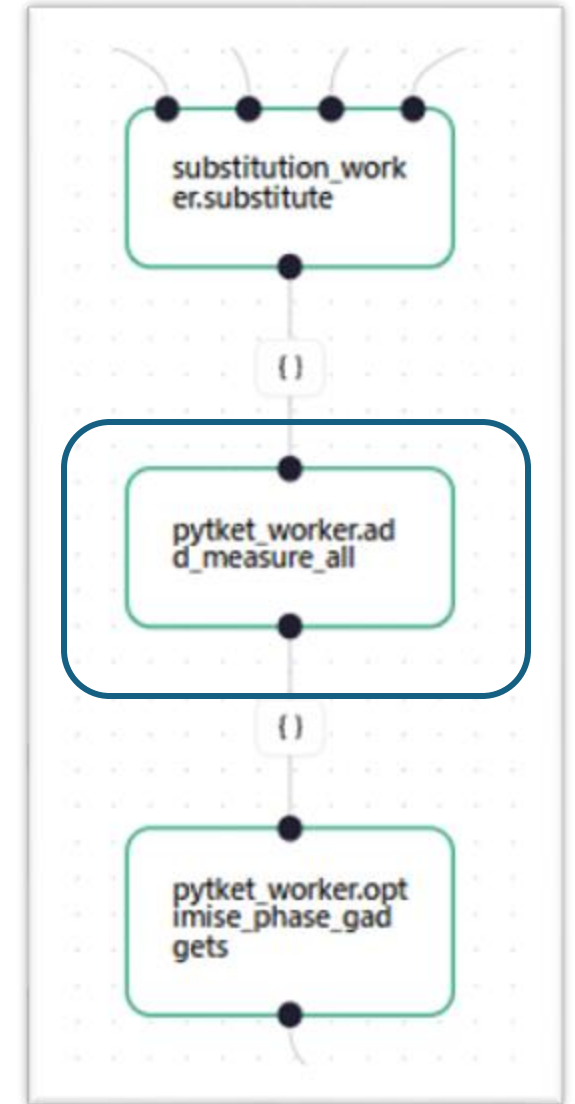 substitution_work
er.substitute
{}
pytket_worker.ad
d_measure_all
{}
pytket_worker.opt
imise_phase_gad
gets